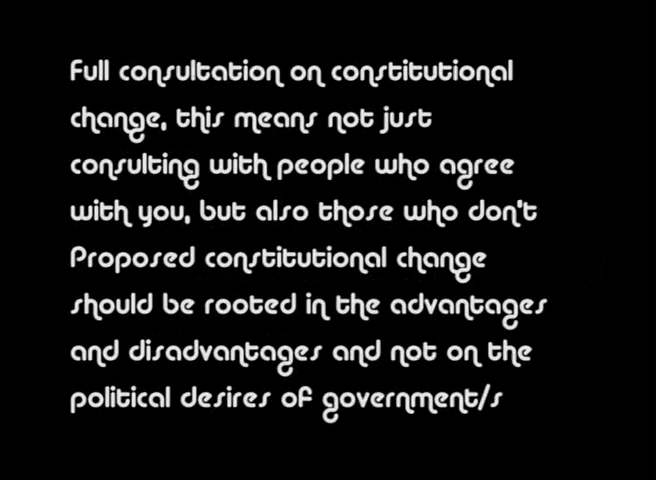 Full consultation on constitutional
change, this means not just
consulting with people who agree
with you, but also those who don't
Proposed constitutional change
should be rooted in the advantages
and disadvantages and not on the
political desires of government/s